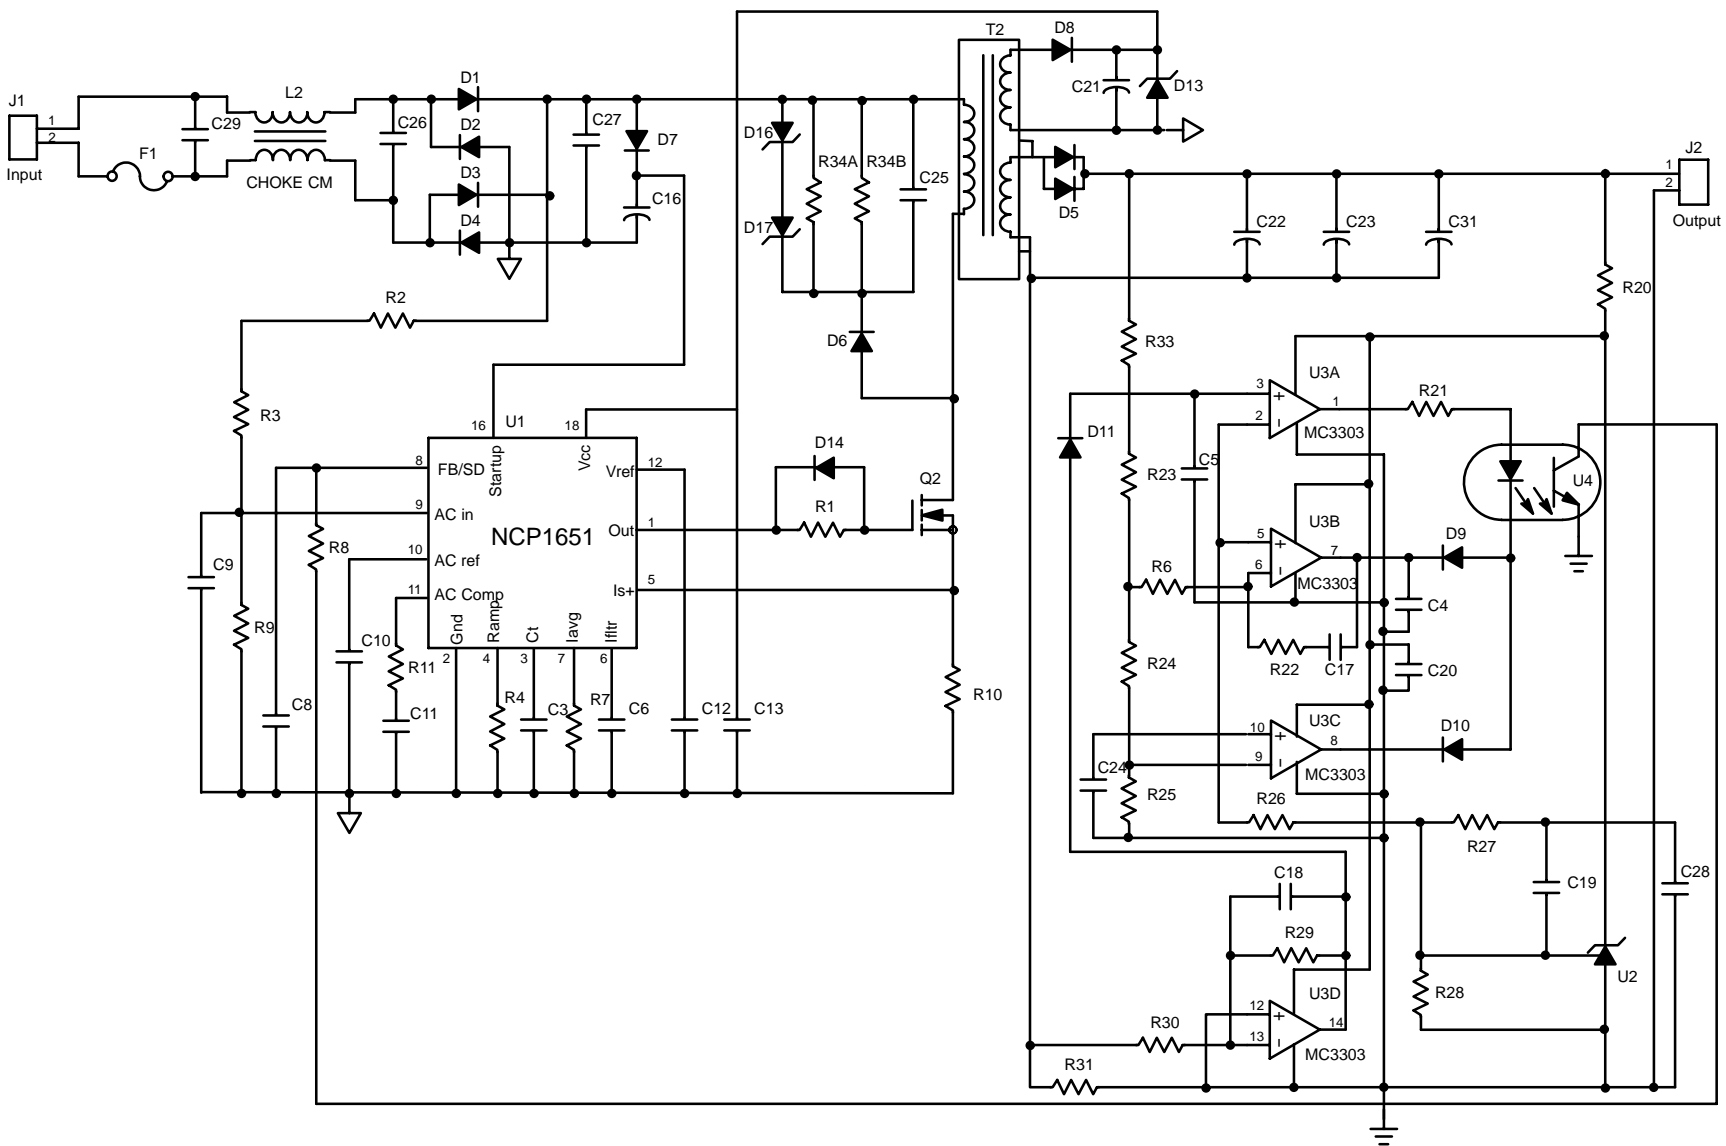 T2
D8
C21
D13
J1
1
2
Input
F1
C29
L2
CHOKE CM
C26
D1
D2
D3
D4
C27
D7
C16
D16
D17
R34A
R34B
C25
D5
C22
C23
C31
J2
1
2
Output
R2
R3
D6
R33
R20
U3A
3
2
1
MC3303
R21
D11
C5
R23
U4
16
U1
18
8
FB/SD
Startup
Vcc
Vref
12
9
AC in
NCP1651
Out
1
10
AC ref
11
AC Comp
Is+
5
Gnd
Ramp
Ct
Iavg
Ifltr
2
4
3
7
6
D14
R1
Q2
R8
C9
R9
C10
R11
C8
C11
R4
C3
R7
C6
C12
C13
R10
U3B
5
6
7
MC3303
D9
R6
C4
R22
C17
C20
R24
U3C
10
9
8
MC3303
D10
C24
R25
R26
R27
C19
C28
C18
R29
U2
R28
U3D
12
13
14
MC3303
R30
R31